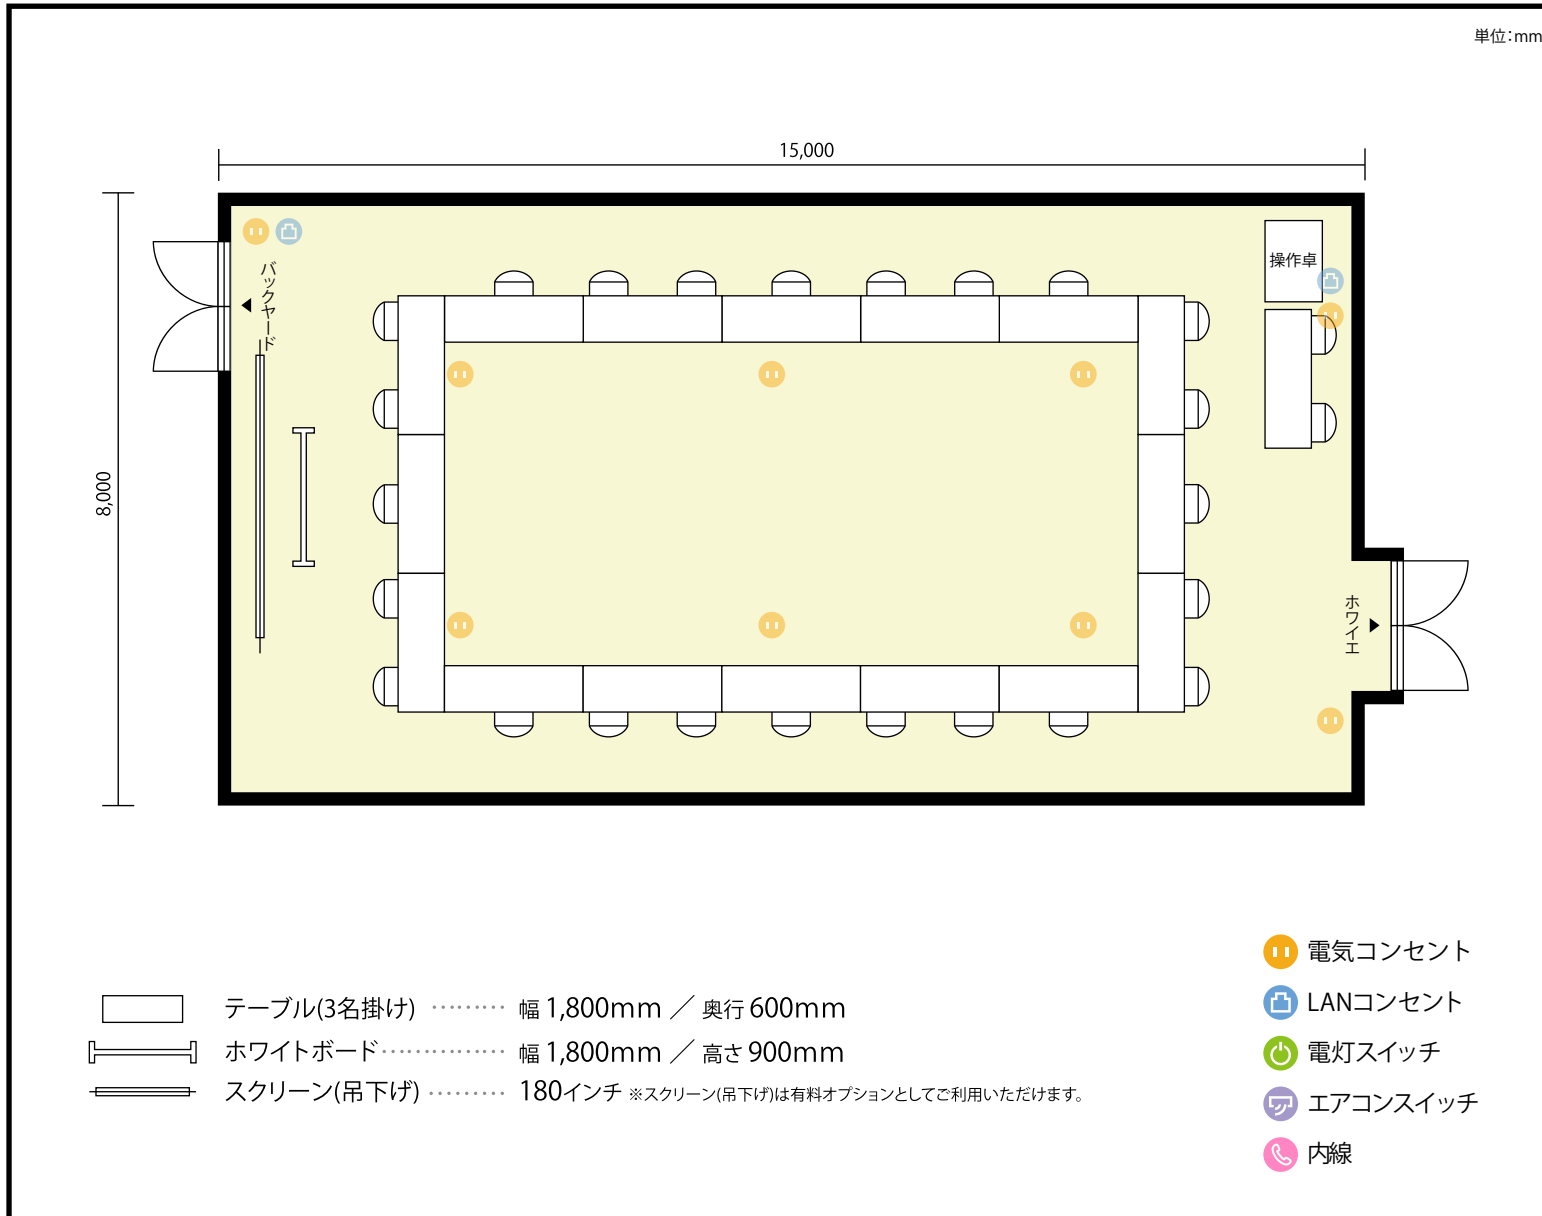 単位：mm
15,000
8,000
バックヤード
操作卓
ホワイエ
テーブル(3名掛け) ········· 幅 1,800mm ／ 奥行 600mm
ホワイトボード ··············· 幅 1,800mm ／ 高さ 900mm
スクリーン(吊下げ) ········· 180インチ ※スクリーン(吊下げ)は有料オプションとしてご利用いただけます。
電気コンセント
LANコンセント
電灯スイッチ
エアコンスイッチ
内線